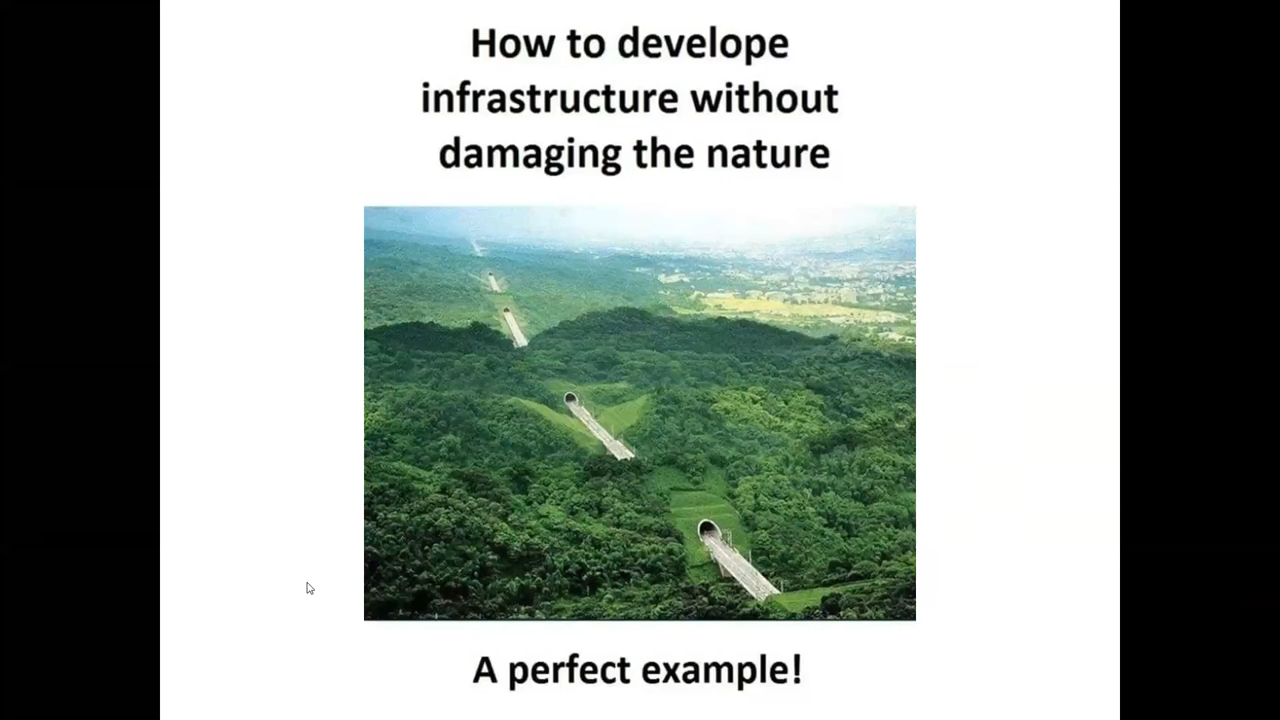 How to develope
infrastructure without
damaging the nature
A perfect example!